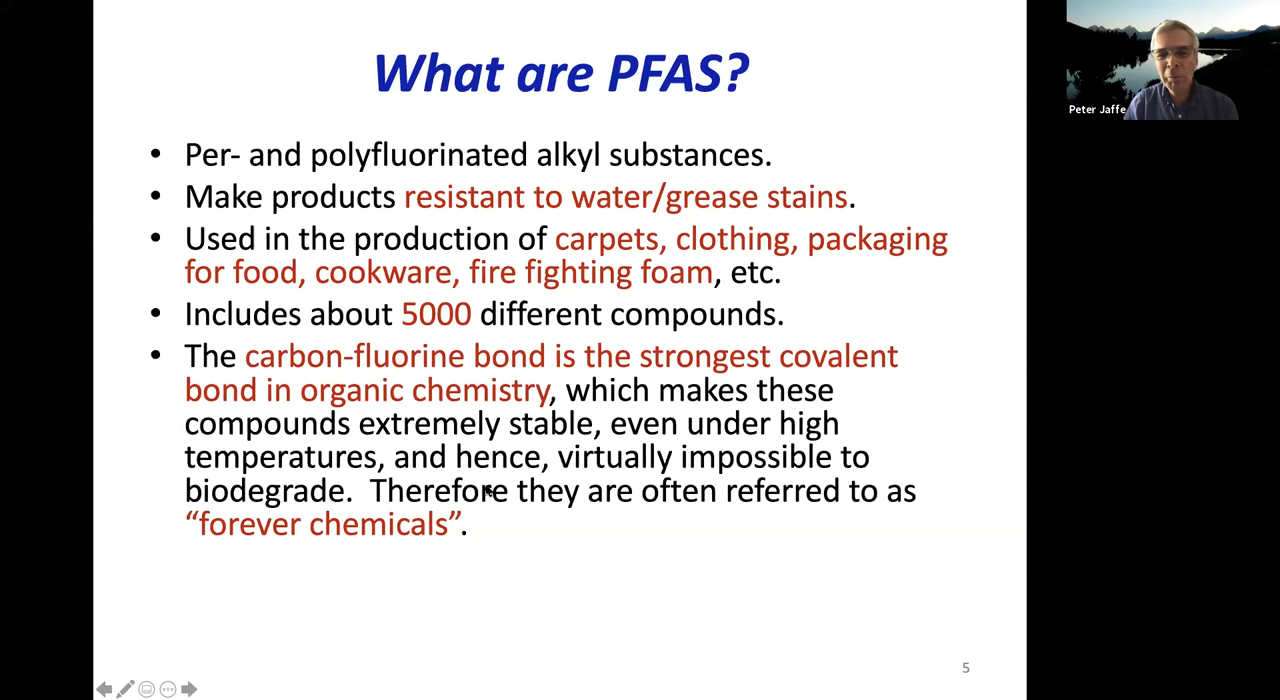 What are PFAS?
• Per- and polyfluorinated alkyl substances.
• Make products resistant to water/grease stains.
• Used in the production of carpets, clothing, packaging
for food, cookware, fire fighting foam, etc.
• Includes about 5000 different compounds.
• The carbon-fluorine bond is the strongest covalent
bond in organic chemistry, which makes these
compounds extremely stable, even under high
temperatures, and hence, virtually impossible to
biodegrade.  Therefore they are often referred to as
“forever chemicals”.
5
Peter Jaffe